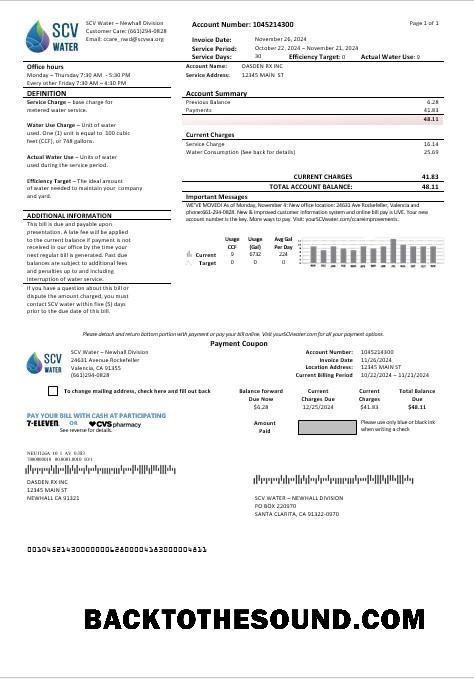 SCV
WATER
SCV Water – Newhall Division
Customer Care: (661)294-0828
Email: ccare_nwd@scvwa.org
Account Number: 1045214300
Page 1 of 1
Invoice Date: November 26, 2024
Service Period: October 22, 2024 – November 21, 2024
Service Days: 30 Efficiency Target: 0 Actual Water Use: 9
Office hours
Monday – Thursday 7:30 AM - 5:30 PM
Every other Friday 7:30 AM – 4:30 PM
Account Name: DASDEN RX INC
Service Address: 12345 MAIN ST
DEFINITION
Service Charge – base charge for
metered water service.
Water Use Charge – Unit of water
used. One (1) unit is equal to 100 cubic
feet (CCF), or 748 gallons.
Actual Water Use – Units of water
used during the service period.
Efficiency Target – The ideal amount
of water needed to maintain your company
and yard.
ADDITIONAL INFORMATION
This bill is due and payable upon
presentation. A late fee will be applied
to the current balance if payment is not
received in our office by the time your
next regular bill is generated. Past due
balances are subject to additional fees
and penalties up to and including
interruption of water service.
If you have a question about this bill or
dispute the amount charged, you must
contact SCV water within five (5) days
prior to the due date of this bill.
Account Summary
Previous Balance 6.28
Payments 41.83
48.11
Current Charges
Service Charge 16.14
Water Consumption (See back for details) 25.69
CURRENT CHARGES 41.83
TOTAL ACCOUNT BALANCE: 48.11
Important Messages
WE'VE MOVED! As of Monday, November 4: New office location: 24631 Ave Rockefeller, Valencia and
phone:661-294-0828. New & improved customer information system and online bill pay is LIVE. Your new
account number is the key. More ways to pay. Visit: yourSCVwater.com/ccareimprovements.
Usage Usage Avg Gal
CCF (Gal) Per Day
Current 9 6732 224
Target 0 0 0
Please detach and return bottom portion with payment or pay your bill online. Visit yourSCVwater.com for all your payment options.
Payment Coupon
SCV
WATER
SCV Water – Newhall Division
24631 Avenue Rockefeller
Valencia, CA 91355
(661)294-0828
Account Number: 1045214300
Invoice Date 11/26/2024
Location Address: 12345 MAIN ST
Current Billing Period 10/22/2024 – 11/21/2024
To change mailing address, check here and fill out back
Balance forward Current Current Total Balance
Due Now Charges Due Charges Due
$6.28 12/25/2024 $41.83 $48.11
PAY YOUR BILL WITH CASH AT PARTICIPATING
7-ELEVEN OR CVS pharmacy
See reverse for details.
Amount
Paid
Please use only blue or black ink
when writing a check
DASDEN RX INC
12345 MAIN ST
NEWHALL CA 91321
SCV WATER – NEWHALL DIVISION
PO BOX 220970
SANTA CLARITA, CA 91322-0970
BACKTOTHESOUND.COM